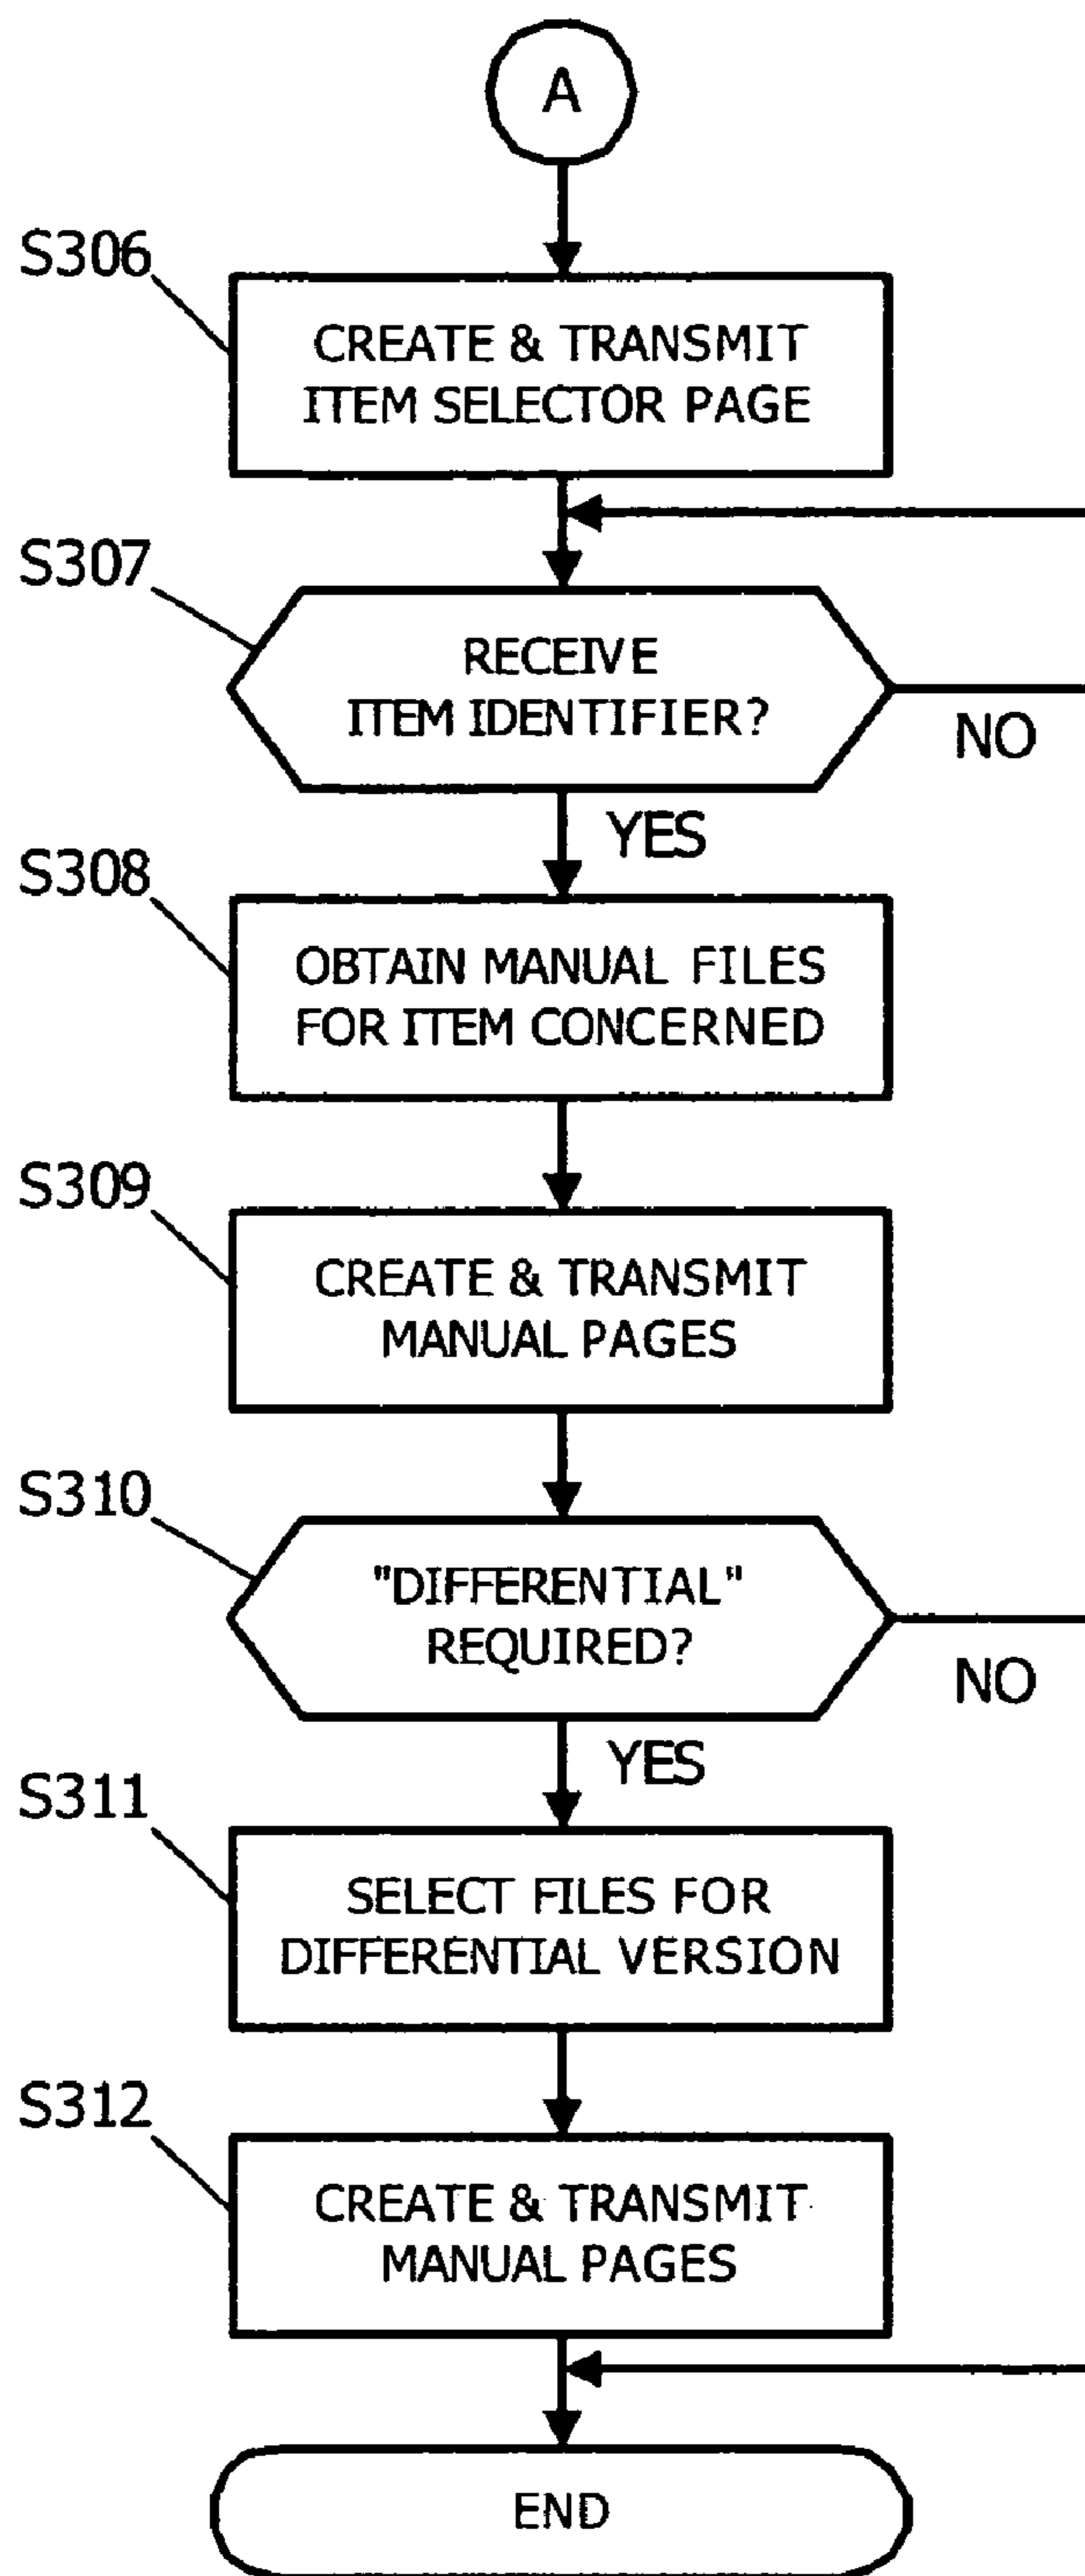 A
S306
CREATE & TRANSMIT
ITEM SELECTOR PAGE
S307
RECEIVE
ITEM IDENTIFIER?
NO
YES
S308
OBTAIN MANUAL FILES
FOR ITEM CONCERNED
S309
CREATE & TRANSMIT
MANUAL PAGES
S310
"DIFFERENTIAL"
REQUIRED?
NO
YES
S311
SELECT FILES FOR
DIFFERENTIAL VERSION
S312
CREATE & TRANSMIT
MANUAL PAGES
END